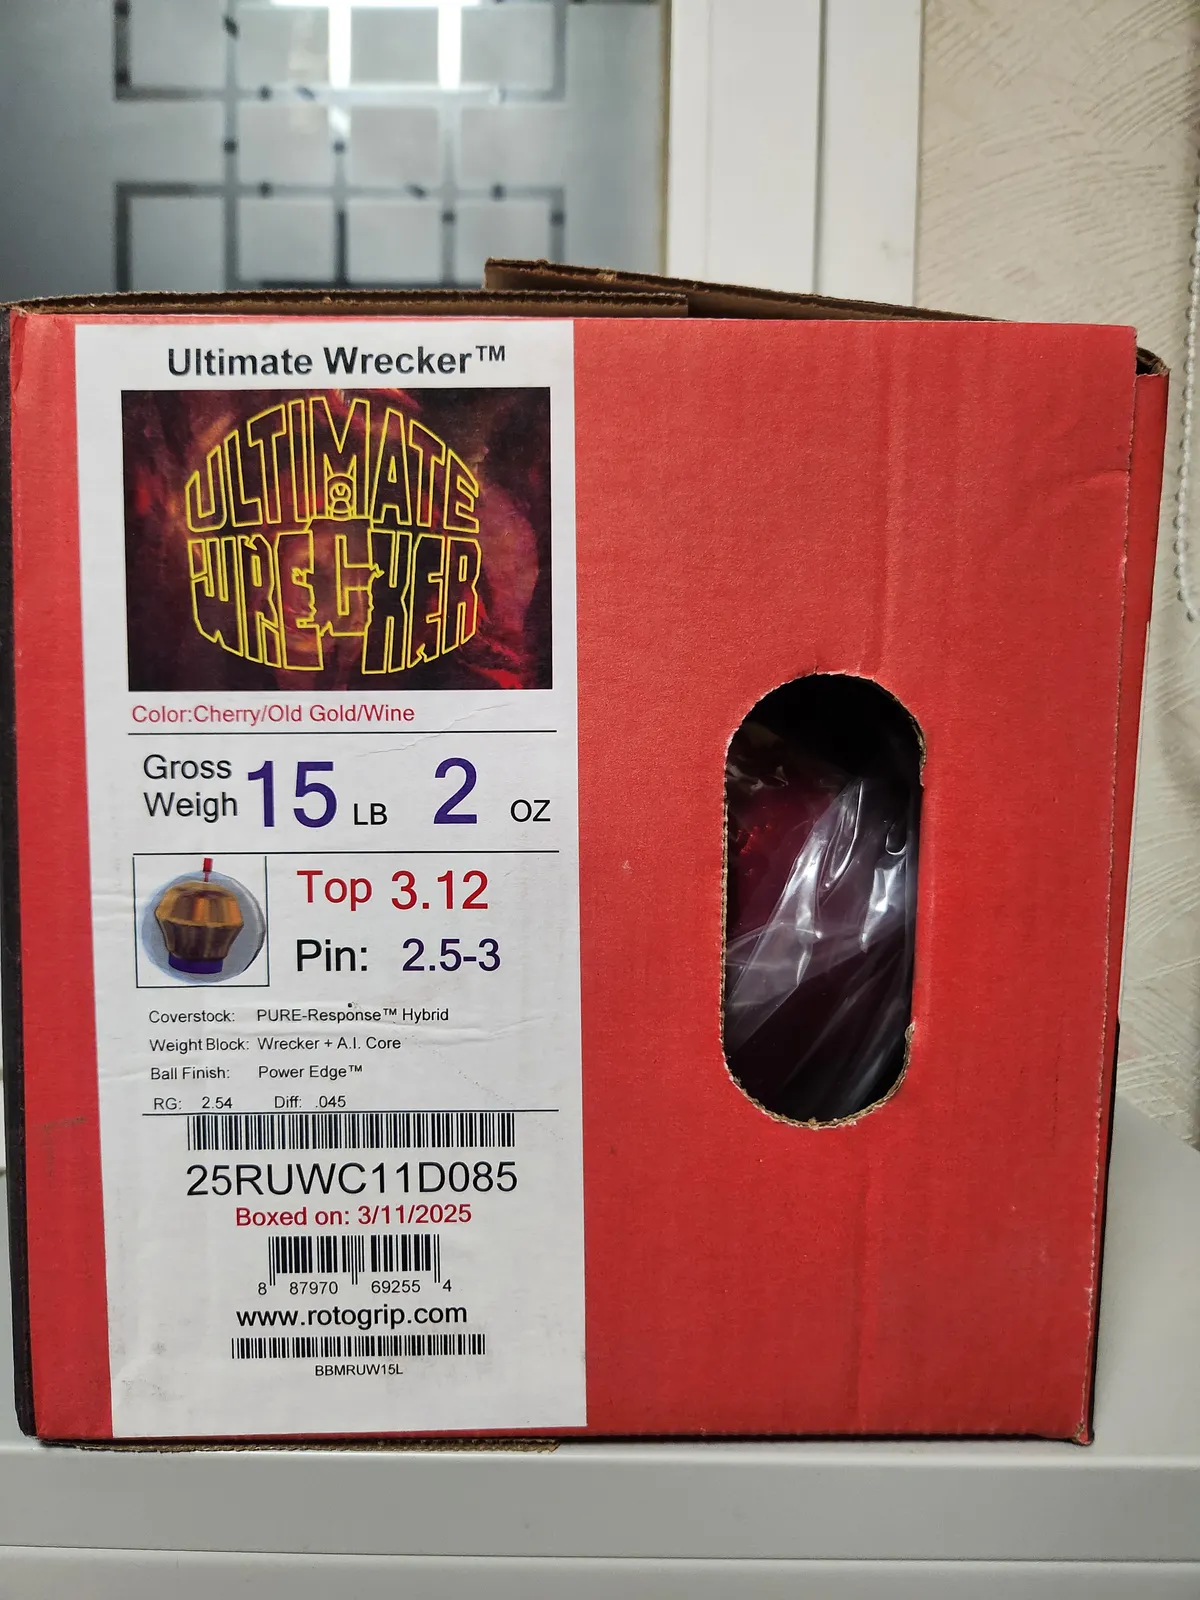 Ultimate Wrecker™
ULTIMATE
WRECKER
Color:Cherry/Old Gold/Wine
Gross Weigh 15 LB 2 OZ
Top 3.12
Pin: 2.5-3
Coverstock: PURE-Response™ Hybrid
Weight Block: Wrecker + A.I. Core
Ball Finish: Power Edge™
RG: 2.54 Diff: .045
25RUWC11D085
Boxed on: 3/11/2025
8 87970 69255 4
www.rotogrip.com
BBMRUW15L